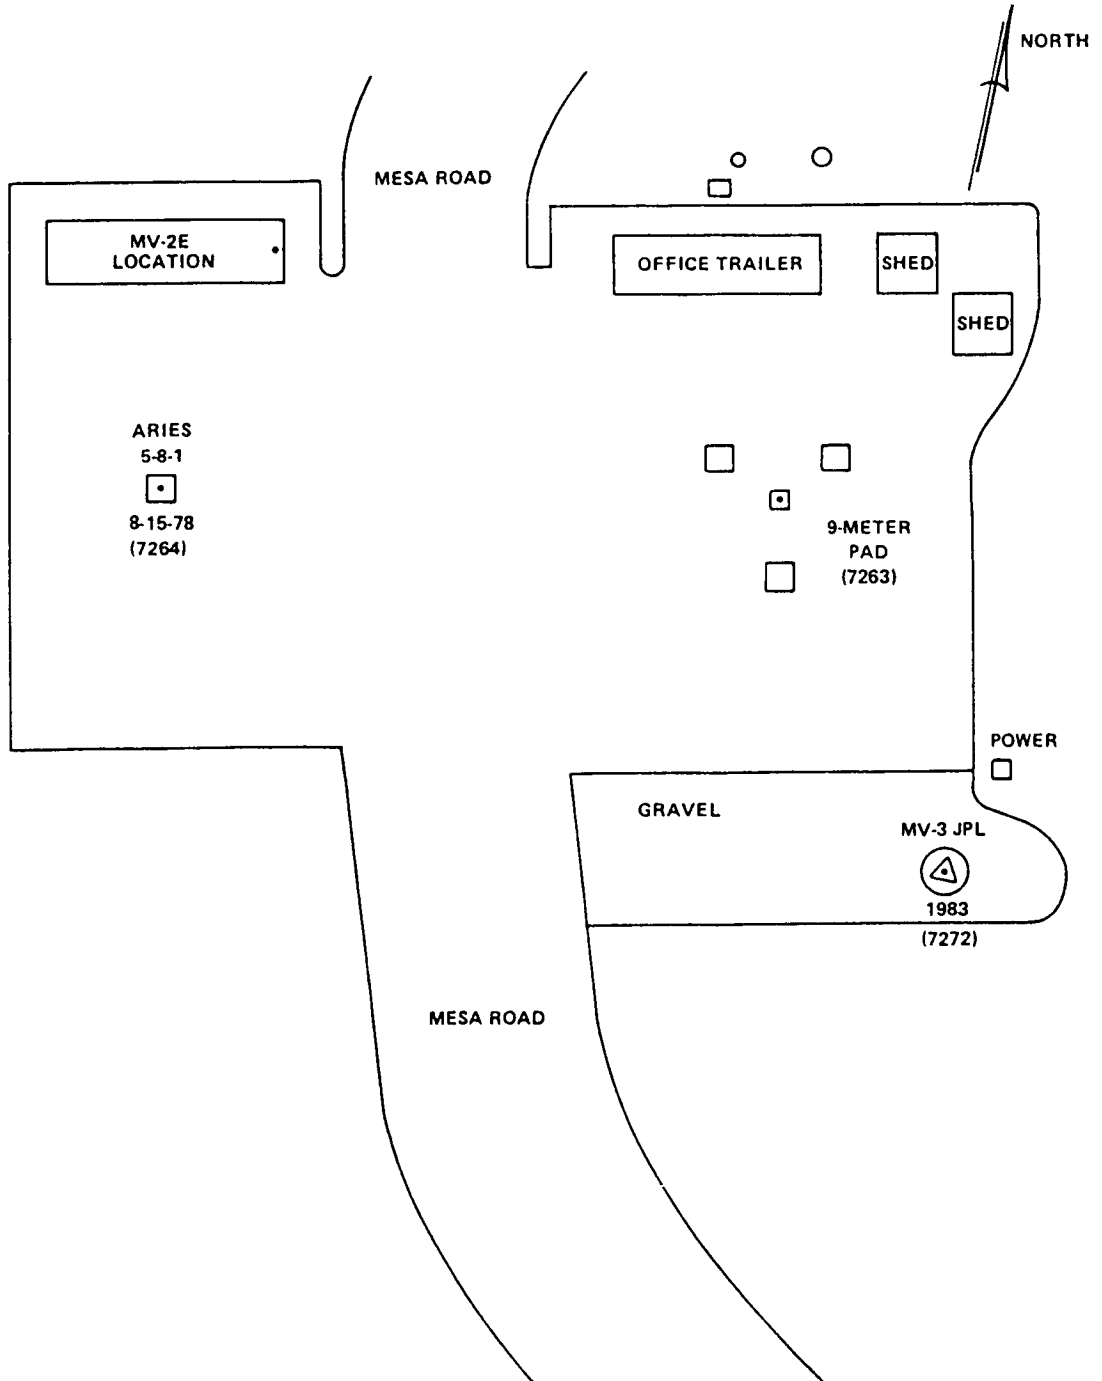 NORTH
MESA ROAD
MV-2E
LOCATION
OFFICE TRAILER
SHED
SHED
ARIES
5-8-1
8-15-78
(7264)
9-METER
PAD
(7263)
POWER
GRAVEL
MV-3 JPL
1983
(7272)
MESA ROAD